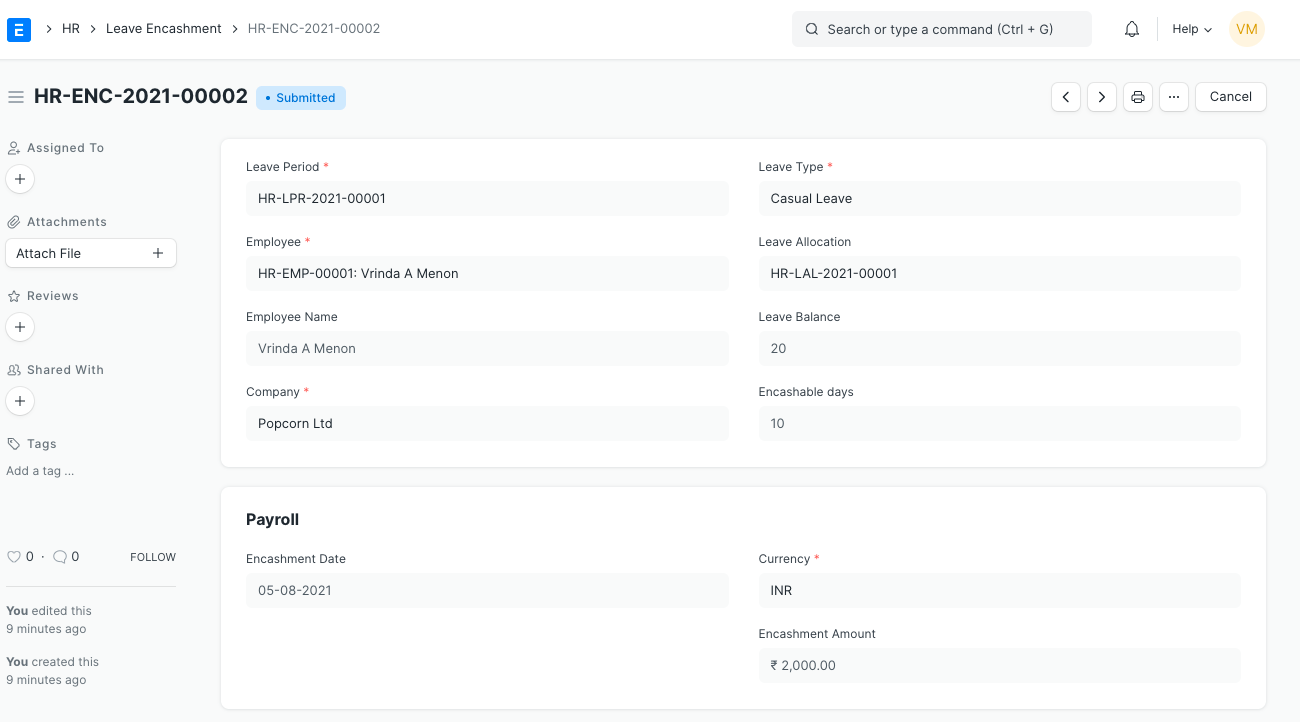 E > HR > Leave Encashment > HR-ENC-2021-00002
Search or type a command (Ctrl + G)
Help
VM
HR-ENC-2021-00002
• Submitted
Cancel
Assigned To
Attachments
Attach File
Reviews
Shared With
Tags
Add a tag ...
0 · 0
FOLLOW
You edited this
9 minutes ago
You created this
9 minutes ago
Leave Period *
HR-LPR-2021-00001
Employee *
HR-EMP-00001: Vrinda A Menon
Employee Name
Vrinda A Menon
Company *
Popcorn Ltd
Leave Type *
Casual Leave
Leave Allocation
HR-LAL-2021-00001
Leave Balance
20
Encashable days
10
Payroll
Encashment Date
05-08-2021
Currency *
INR
Encashment Amount
₹ 2,000.00